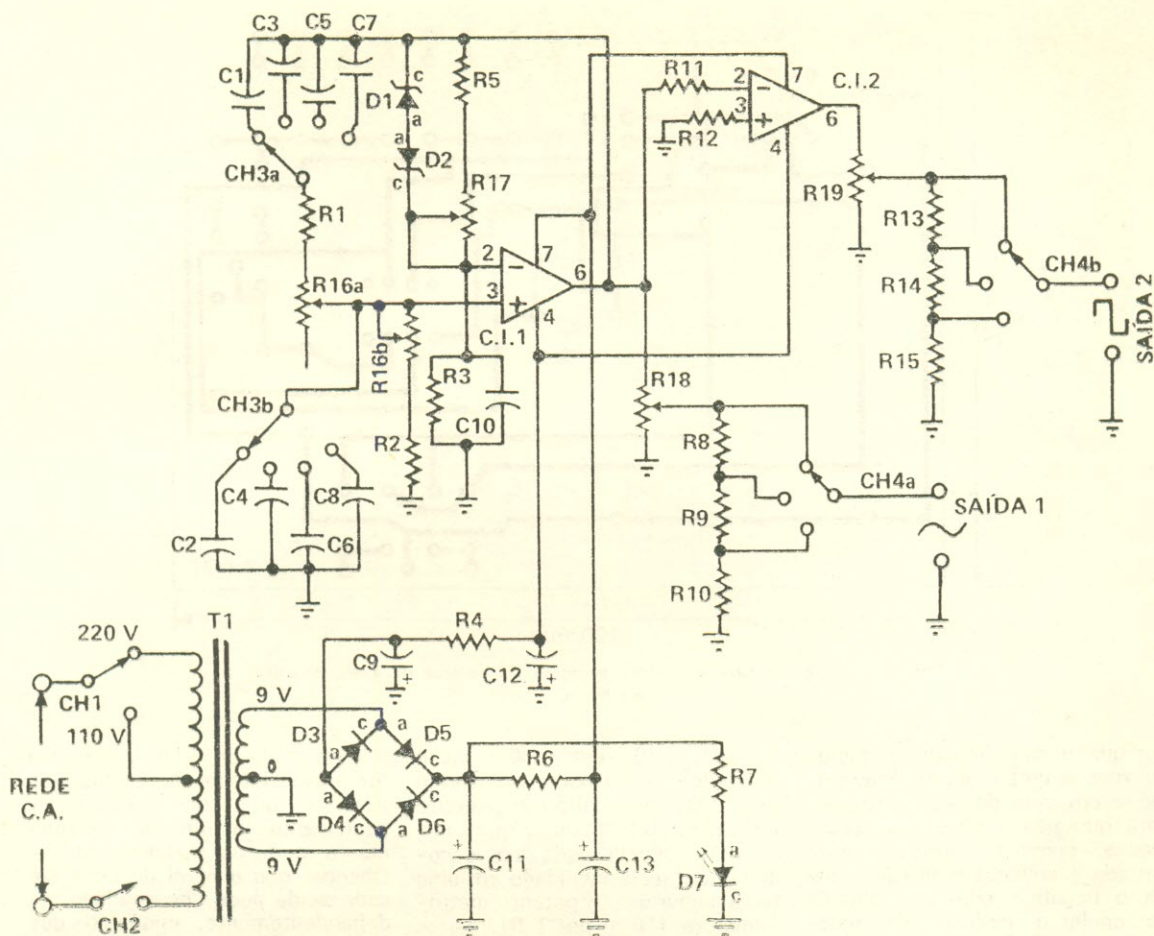 C3 C5 C7
C1
D1
c
a
a
D2
c
R5
R11
2
7
C.I.2
3
6
R12
4
CH3a
R1
R17
R19
R13
R16a
2
7
3
6
4
C.I.1
R14
CH4b
SAÍDA 2
R16b
R15
CH3b
R3
C10
R2
R18
R8
CH4a
C4
C8
R9
SAÍDA 1
C2
C6
R10
T1
R4
220 V
C9
+
C12
+
CH1
9 V
110 V
D3
c
a
D5
a
c
0
R6
R7
REDE
C.A.
a
D4
c
c
D6
a
9 V
+
C11
+
C13
a
D7
c
CH2